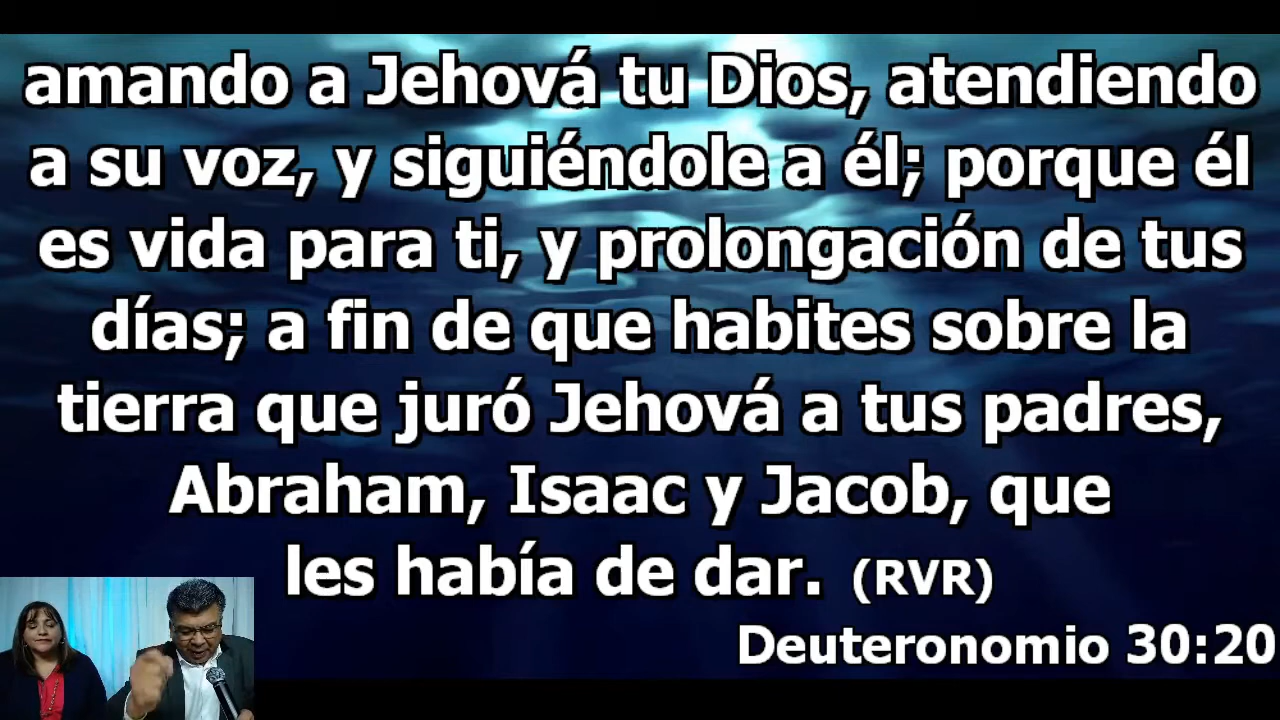 amando a Jehová tu Dios, atendiendo
a su voz, y siguiéndole a él; porque él
es vida para ti, y prolongación de tus
días; a fin de que habites sobre la
tierra que juró Jehová a tus padres,
Abraham, Isaac y Jacob, que
les había de dar. (RVR)
Deuteronomio 30:20